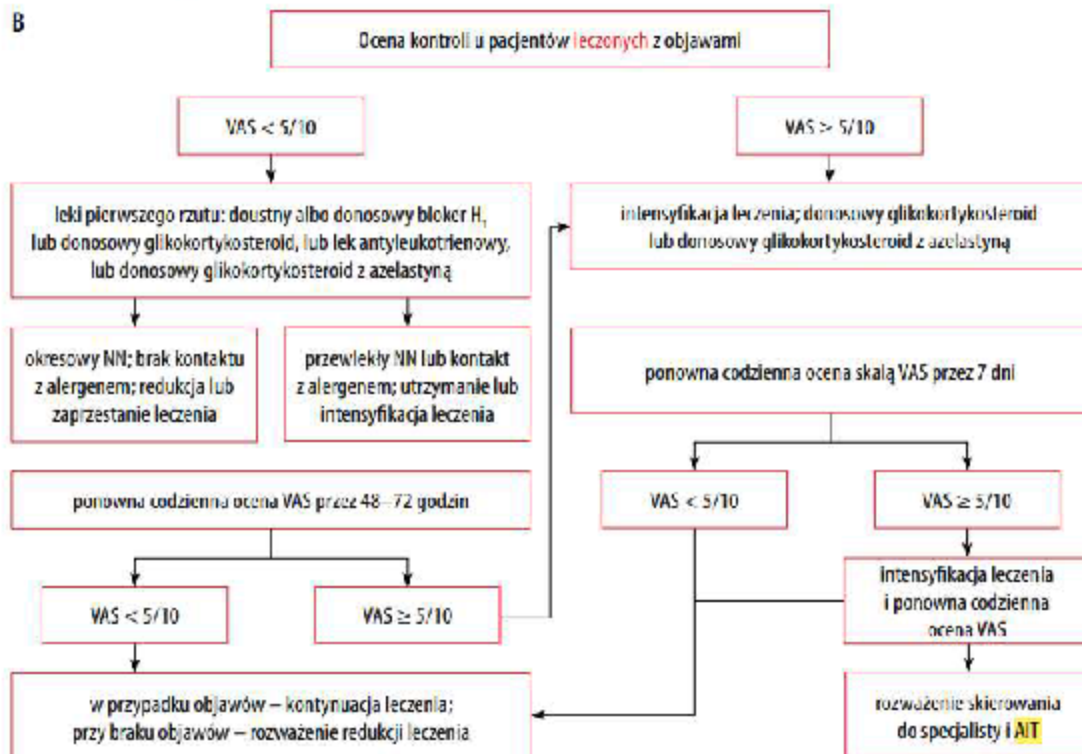 B
Ocena kontroli u pacjentów leczonych z objawami
VAS < 5/10
VAS ≥ 5/10
leki pierwszego rzutu: doustny albo donosowy bloker H₁
lub donosowy glikokortykosteroid, lub lek antyleukotrienowy,
lub donosowy glikokortykosteroid z azelastyną
intensyfikacja leczenia; donosowy glikokortykosteroid
lub donosowy glikokortykosteroid z azelastyną
okresowy NN; brak kontaktu
z alergenem; redukcja lub
zaprzestanie leczenia
przewlekły NN lub kontakt
z alergenem; utrzymanie lub
intensyfikacja leczenia
ponowna codzienna ocena skalą VAS przez 7 dni
ponowna codzienna ocena VAS przez 48–72 godzin
VAS < 5/10
VAS ≥ 5/10
VAS < 5/10
VAS ≥ 5/10
intensyfikacja leczenia
i ponowna codzienna
ocena VAS
w przypadku objawów – kontynuacja leczenia;
przy braku objawów – rozważenie redukcji leczenia
rozważenie skierowania
do specjalisty i AIT